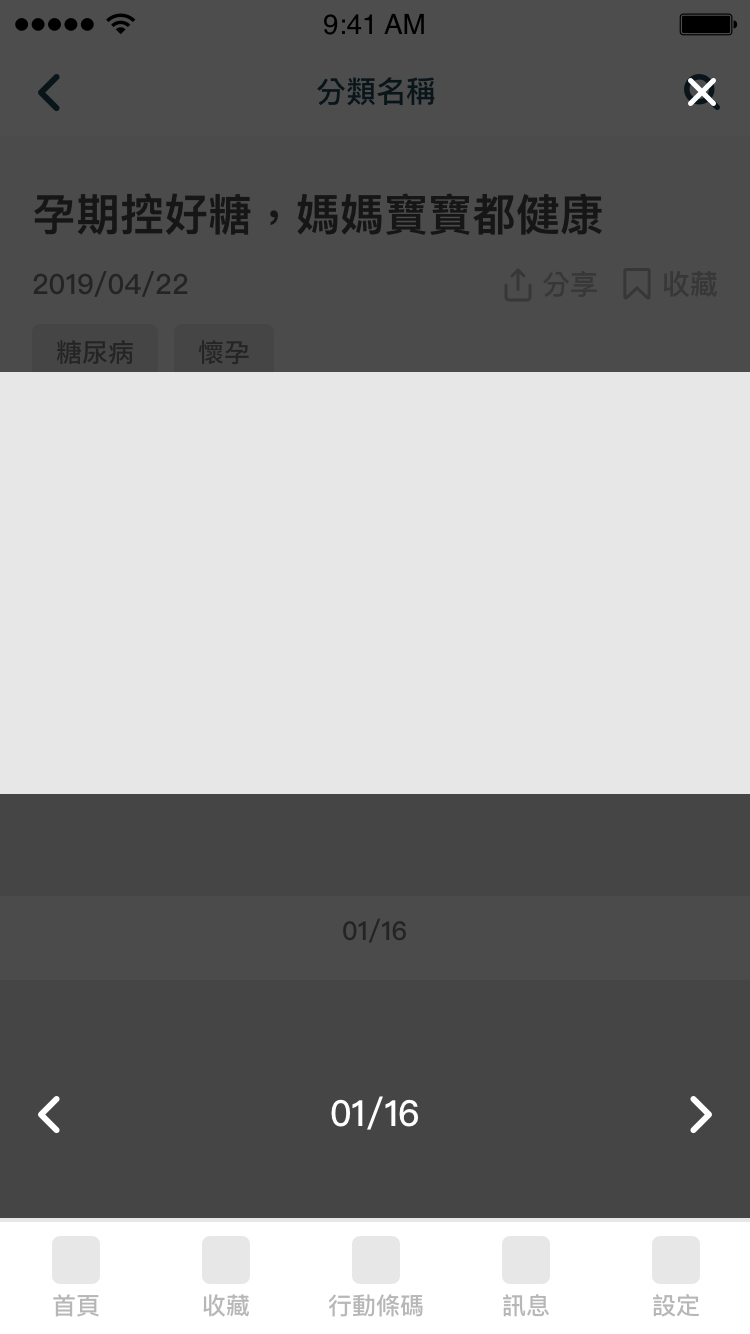 9:41 AM
分類名稱
孕期控好糖，媽媽寶寶都健康
2019/04/22
分享
收藏
糖尿病
懷孕
01/16
01/16
首頁
收藏
行動條碼
訊息
設定